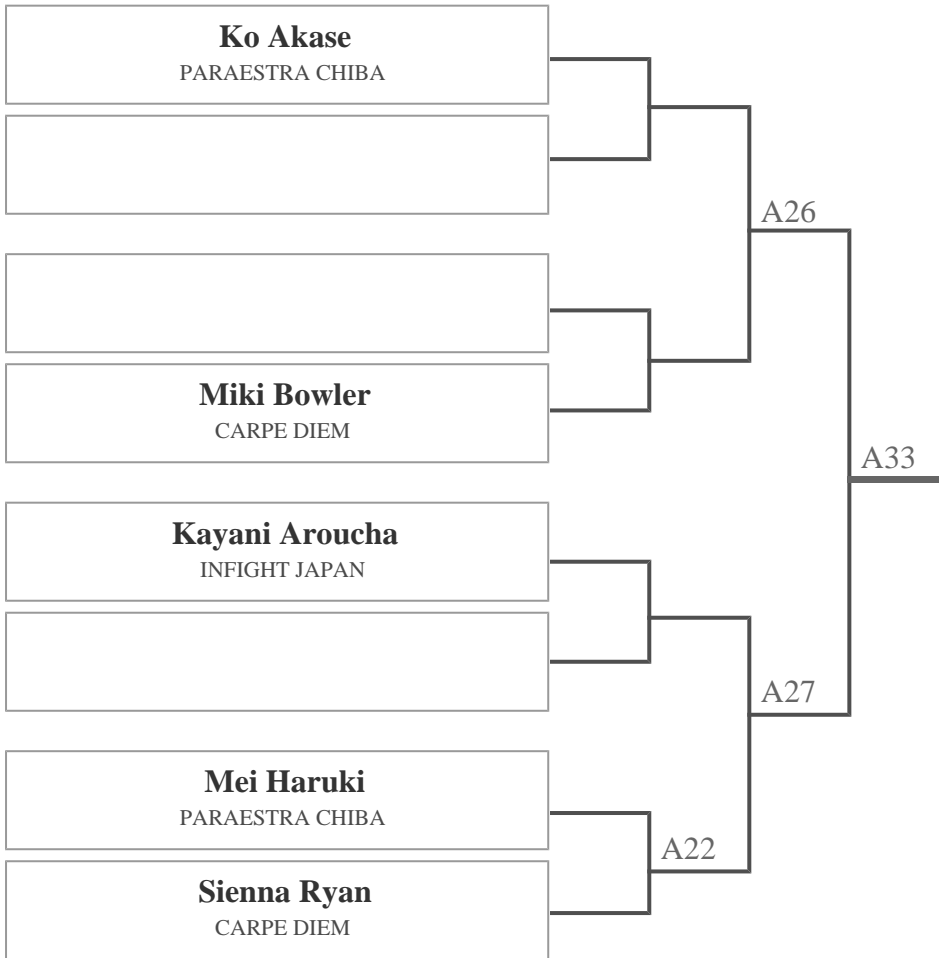 Ko Akase
PARAESTRA CHIBA
A26
Miki Bowler
CARPE DIEM
A33
Kayani Aroucha
INFIGHT JAPAN
A27
Mei Haruki
PARAESTRA CHIBA
A22
Sienna Ryan
CARPE DIEM